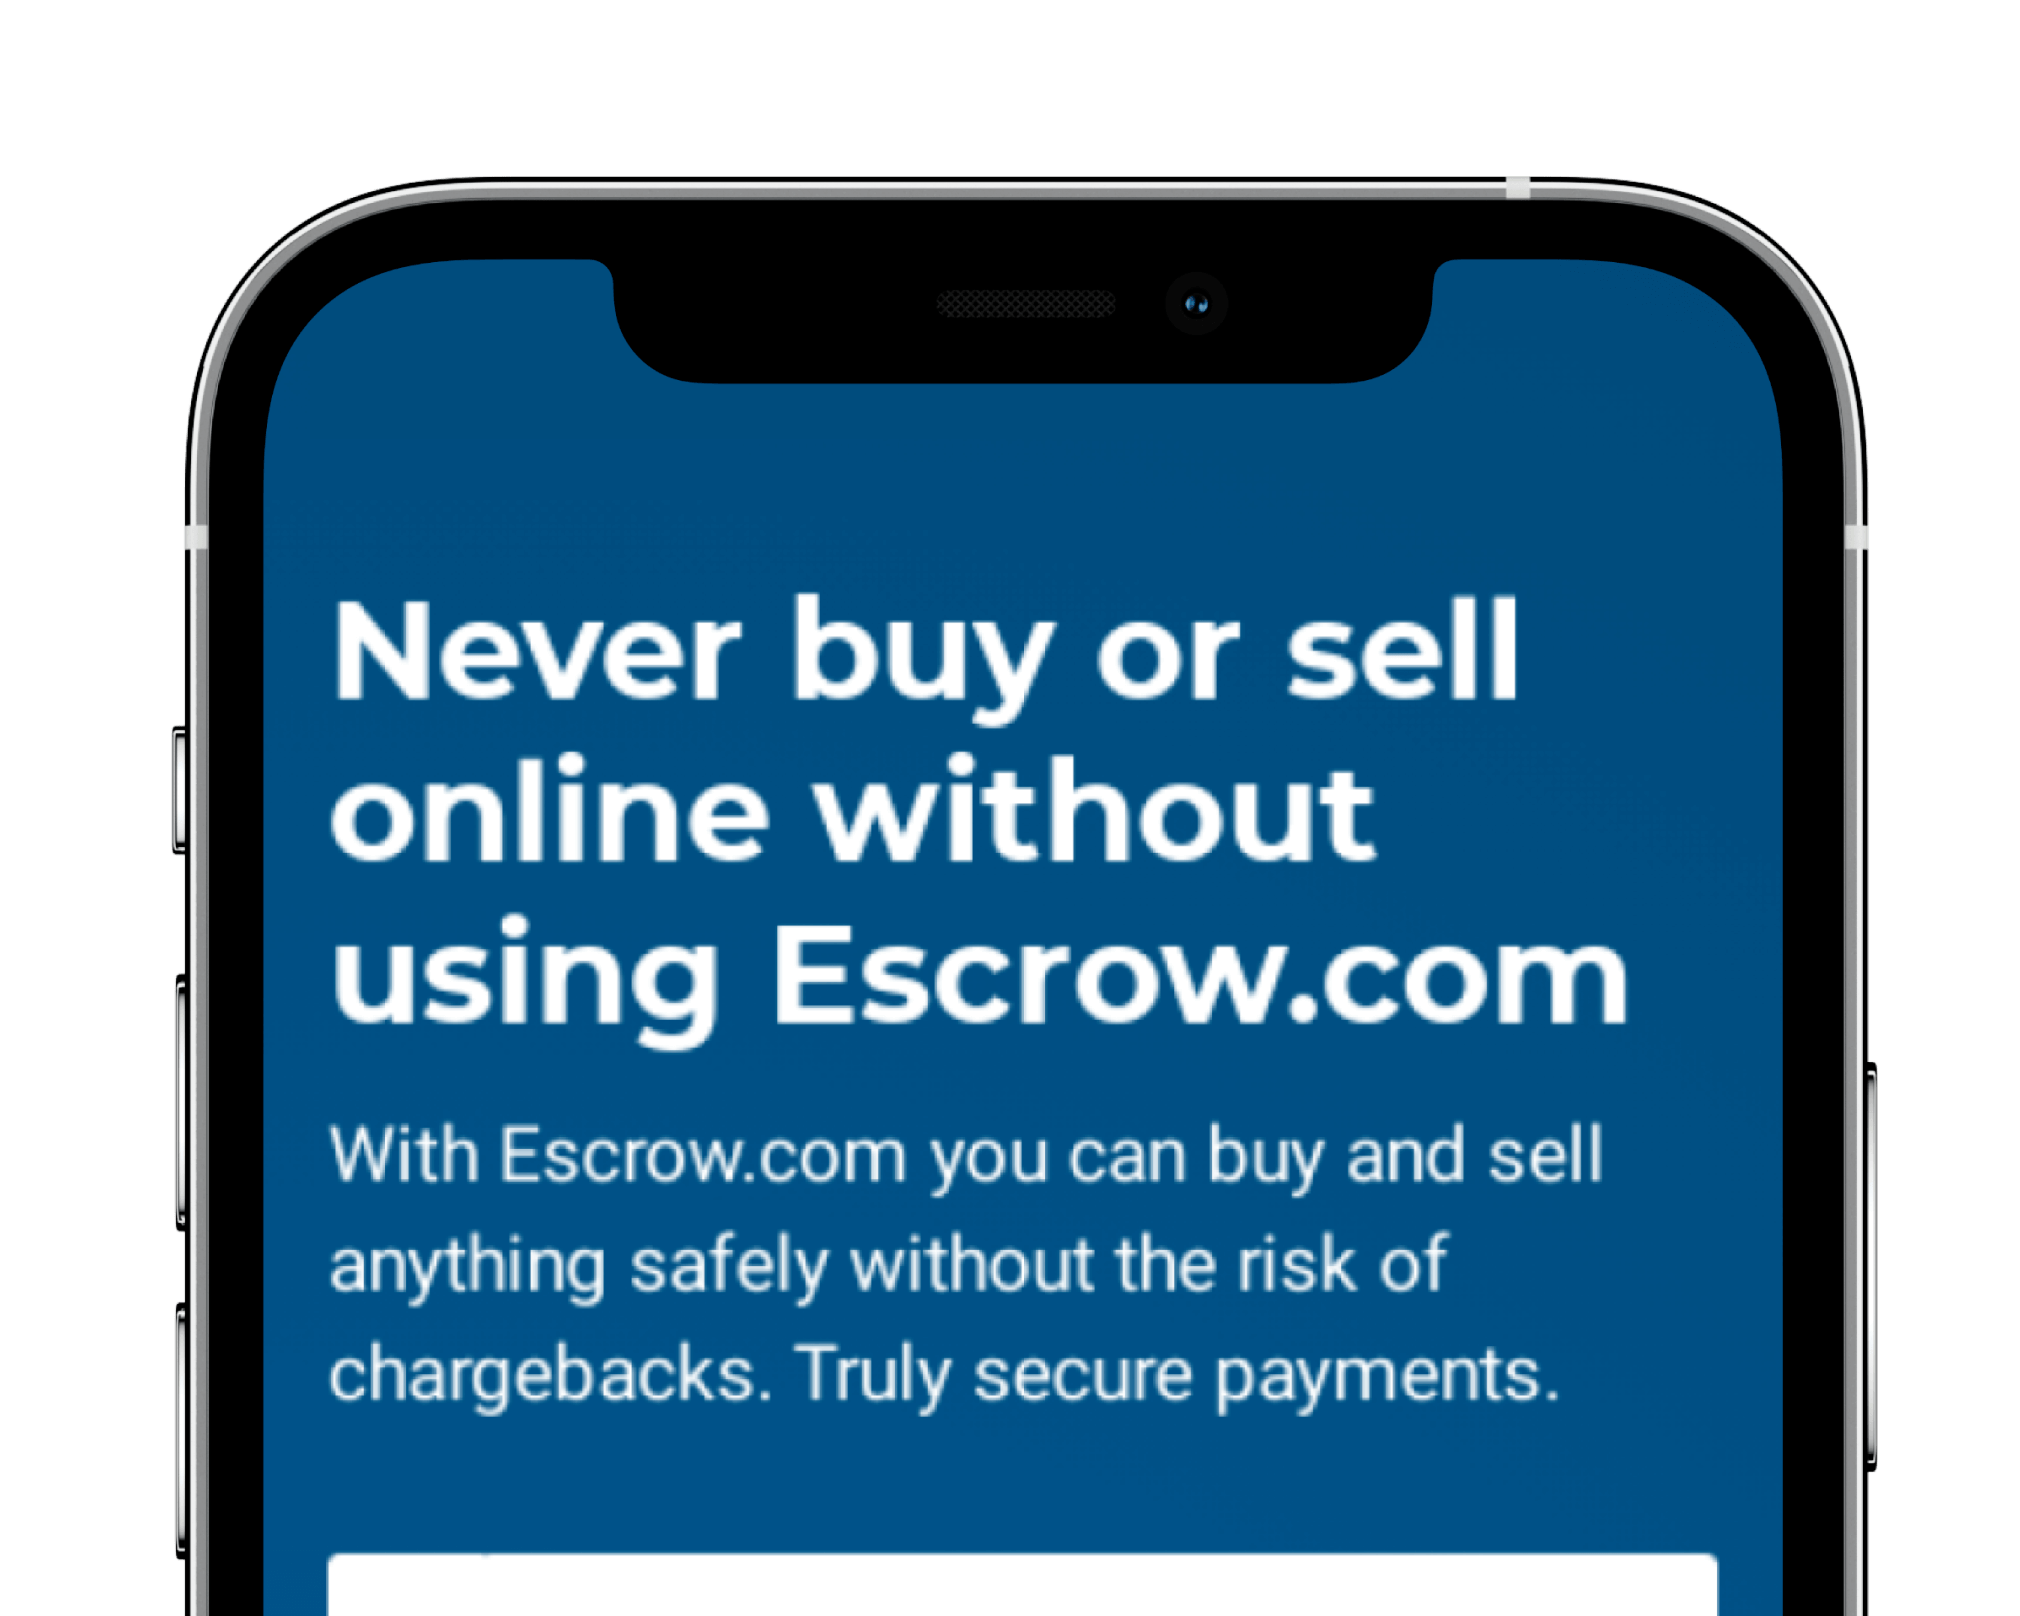 Never buy or sell
online without
using Escrow.com
With Escrow.com you can buy and sell
anything safely without the risk of
chargebacks. Truly secure payments.